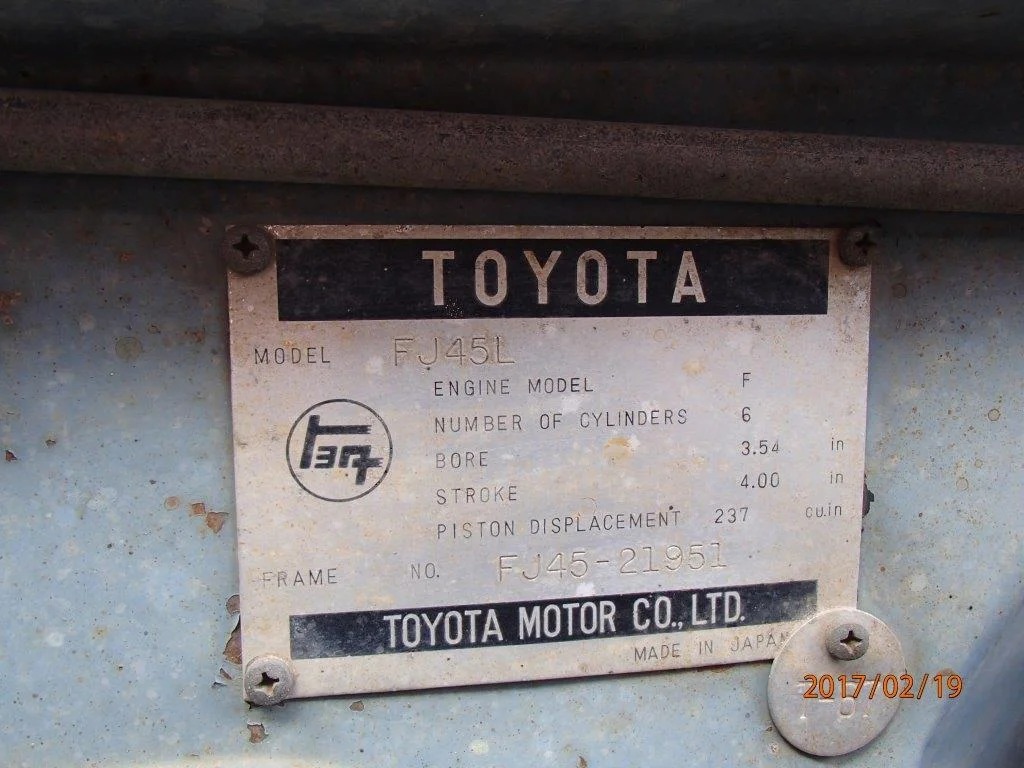 TOYOTA
MODEL FJ45L
ENGINE MODEL F
NUMBER OF CYLINDERS 6
BORE 3.54 in
STROKE 4.00 in
PISTON DISPLACEMENT 237 cu.in
FRAME NO. FJ45-21951
TOYOTA MOTOR CO., LTD.
MADE IN JAPAN
2017/02/19